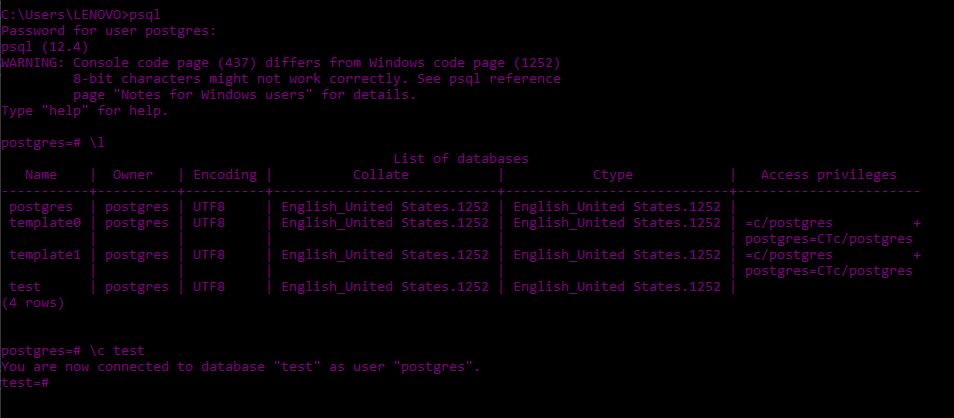 C:\Users\LENOVO>psql
Password for user postgres:
psql (12.4)
WARNING: Console code page (437) differs from Windows code page (1252)
         8-bit characters might not work correctly. See psql reference
         page "Notes for Windows users" for details.
Type "help" for help.

postgres=# \l
                                                 List of databases
   Name    |  Owner   | Encoding |          Collate           |           Ctype            |   Access privileges
-----------+----------+----------+----------------------------+----------------------------+-----------------------
 postgres  | postgres | UTF8     | English_United States.1252 | English_United States.1252 |
 template0 | postgres | UTF8     | English_United States.1252 | English_United States.1252 | =c/postgres          +
           |          |          |                            |                            | postgres=CTc/postgres
 template1 | postgres | UTF8     | English_United States.1252 | English_United States.1252 | =c/postgres          +
           |          |          |                            |                            | postgres=CTc/postgres
 test      | postgres | UTF8     | English_United States.1252 | English_United States.1252 |
(4 rows)


postgres=# \c test
You are now connected to database "test" as user "postgres".
test=#